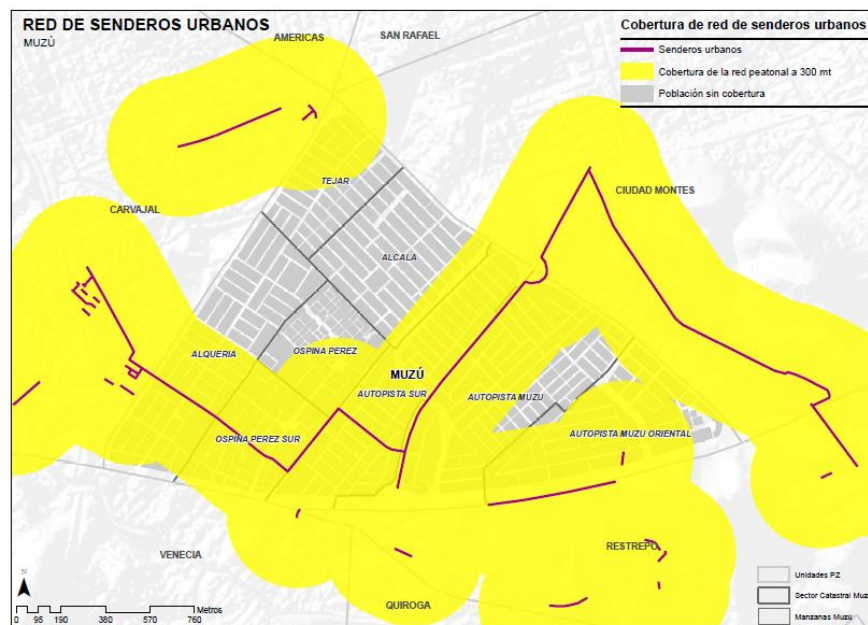 RED DE SENDEROS URBANOS
MUZÚ
AMERICAS
SAN RAFAEL
Cobertura de red de senderos urbanos
Senderos urbanos
Cobertura de la red peatonal a 300 mt
Población sin cobertura
TEJAR
CIUDAD MONTES
CARVAJAL
ALCALA
ALQUERIA
OSPINA PEREZ
MUZÚ
AUTOPISTA SUR
AUTOPISTA MUZU
OSPINA PEREZ SUR
AUTOPISTA MUZU ORIENTAL
VENECIA
RESTREPO
QUIROGA
N
Metros
0 95 190 380 570 760
Unidades PZ
Sector Catastral Muz
Manzanas Muzú